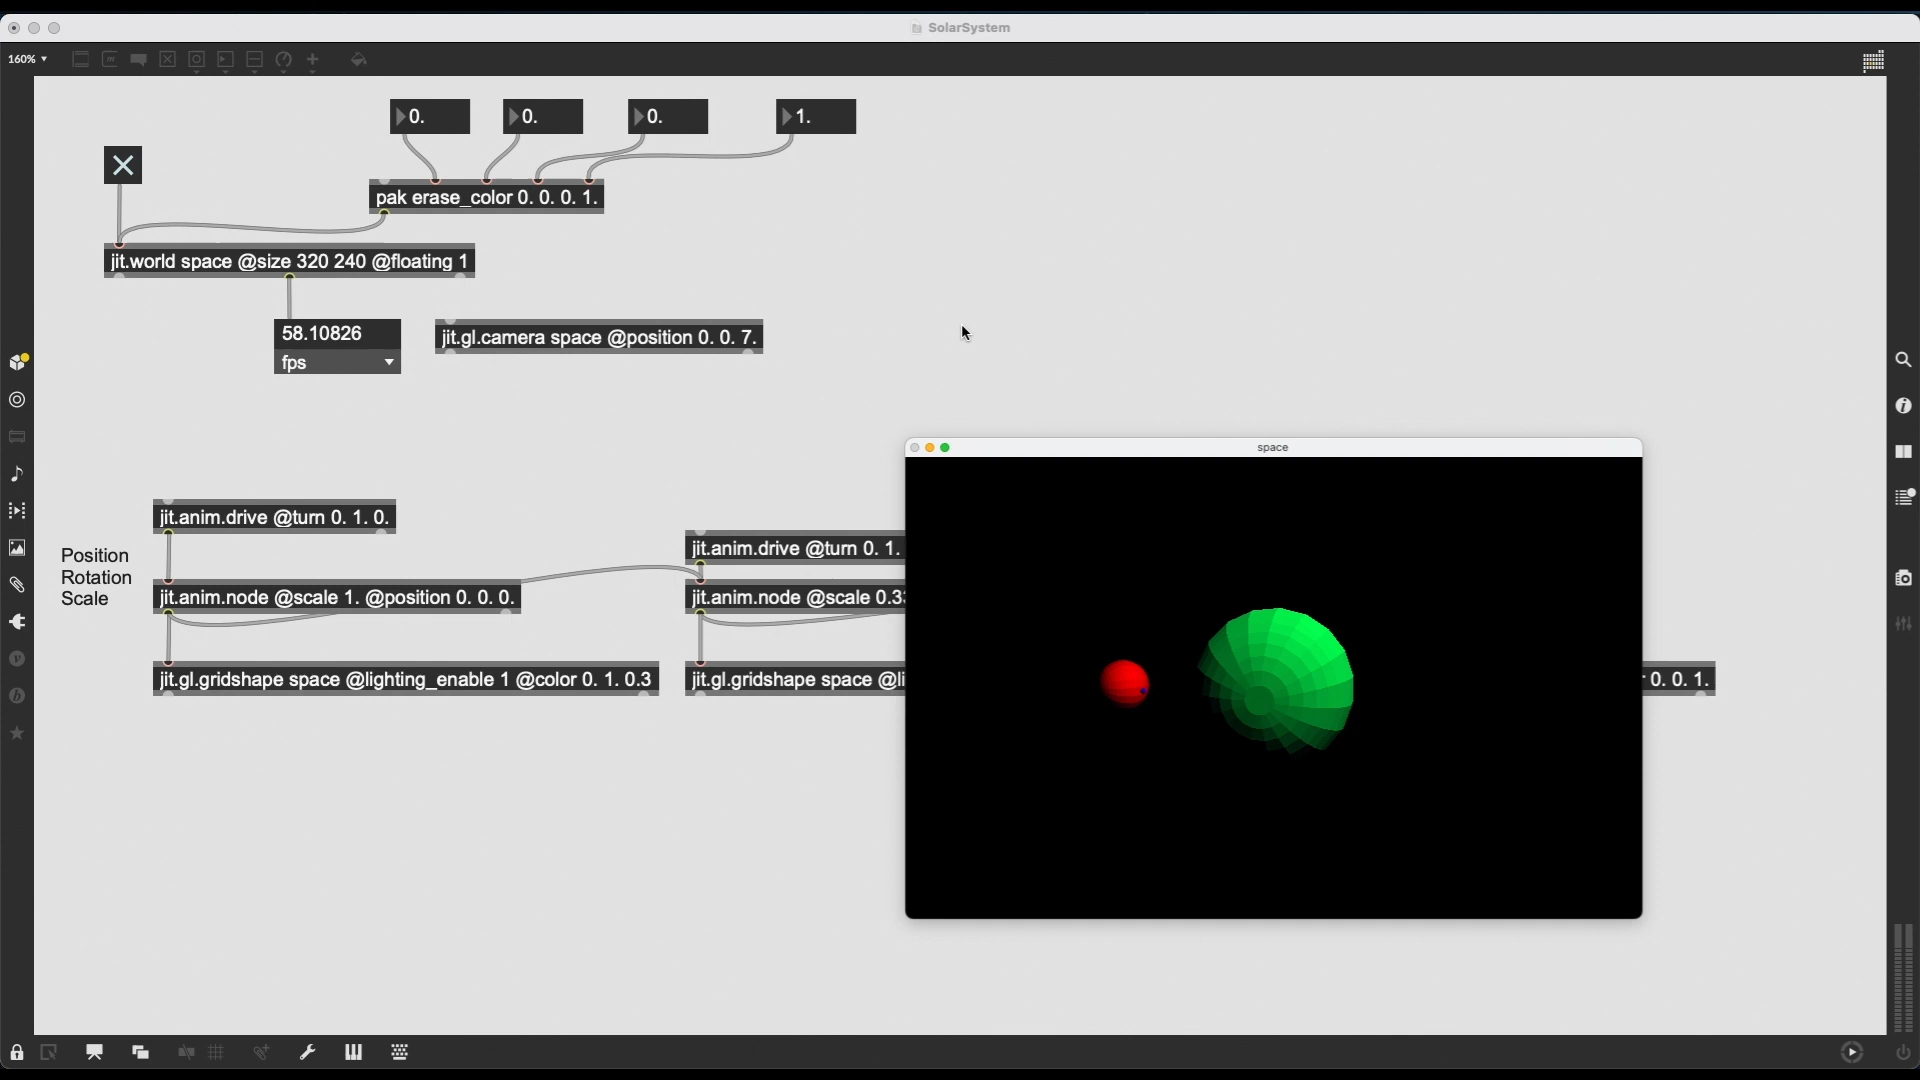 SolarSystem
160%
0.
0.
0.
1.
pak erase_color 0. 0. 0. 1.
jit.world space @size 320 240 @floating 1
58.10826
fps
jit.gl.camera space @position 0. 0. 7.
space
jit.anim.drive @turn 0. 1. 0.
jit.anim.drive @turn 0. 1.
Position
Rotation
Scale
jit.anim.node @scale 1. @position 0. 0. 0.
jit.anim.node @scale 0.33
jit.gl.gridshape space @lighting_enable 1 @color 0. 1. 0.3
jit.gl.gridshape space @li
r 0. 0. 1.